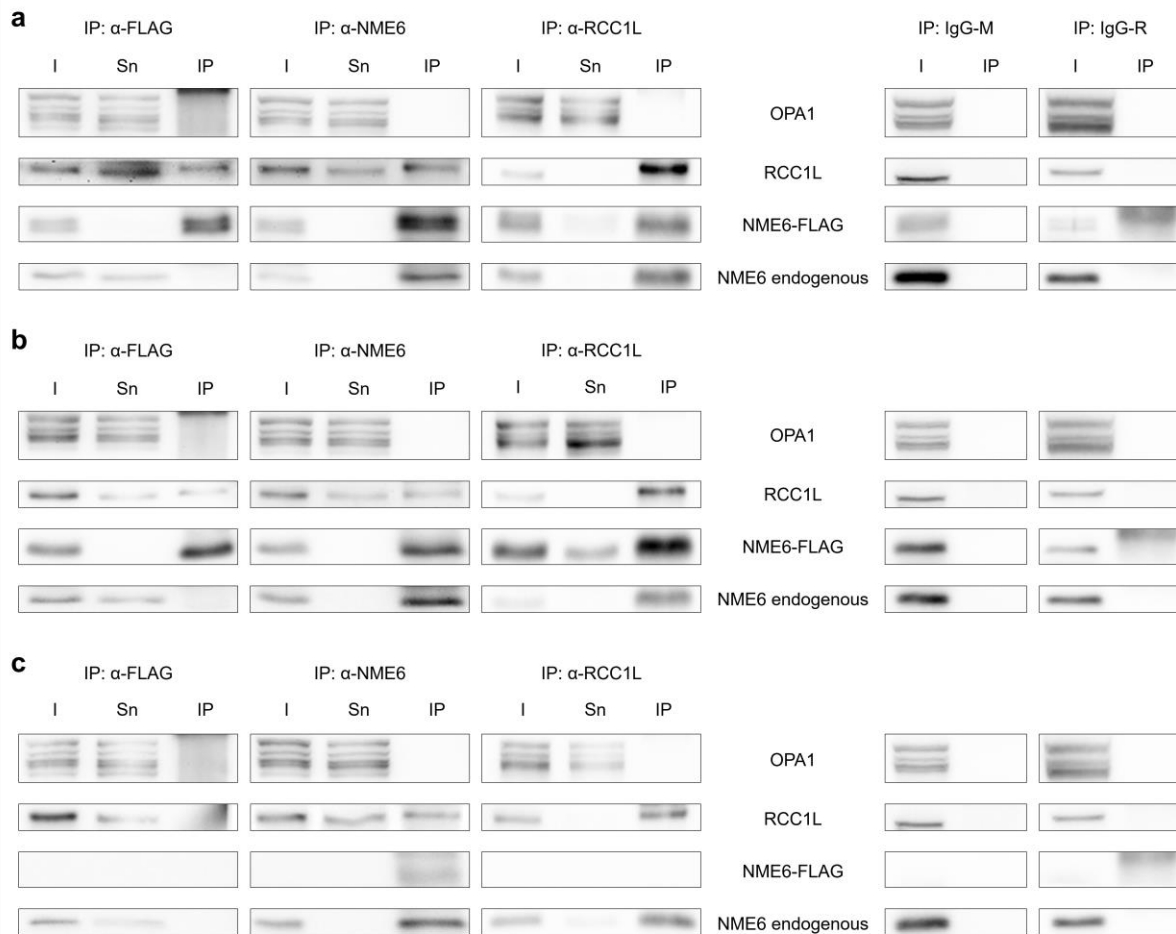 a
IP: α-FLAG IP: α-NME6 IP: α-RCC1L IP: IgG-M IP: IgG-R
I Sn IP I Sn IP I Sn IP I IP I IP
OPA1
RCC1L
NME6-FLAG
NME6 endogenous
b
IP: α-FLAG IP: α-NME6 IP: α-RCC1L
I Sn IP I Sn IP I Sn IP
OPA1
RCC1L
NME6-FLAG
NME6 endogenous
c
IP: α-FLAG IP: α-NME6 IP: α-RCC1L
I Sn IP I Sn IP I Sn IP
OPA1
RCC1L
NME6-FLAG
NME6 endogenous